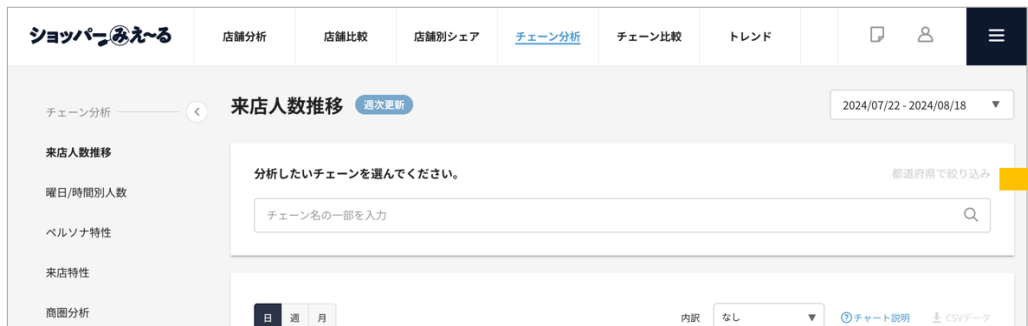 ショッパーみえ~る 店舗分析 店舗比較 店舗別シェア チェーン分析 チェーン比較 トレンド
チェーン分析
来店人数推移 週次更新 2024/07/22 - 2024/08/18
来店人数推移
分析したいチェーンを選んでください。 都道府県で絞り込み
曜日/時間別人数
チェーン名の一部を入力
ペルソナ特性
来店特性
商圏分析
日 週 月 内訳 なし チャート説明 CSVデータ